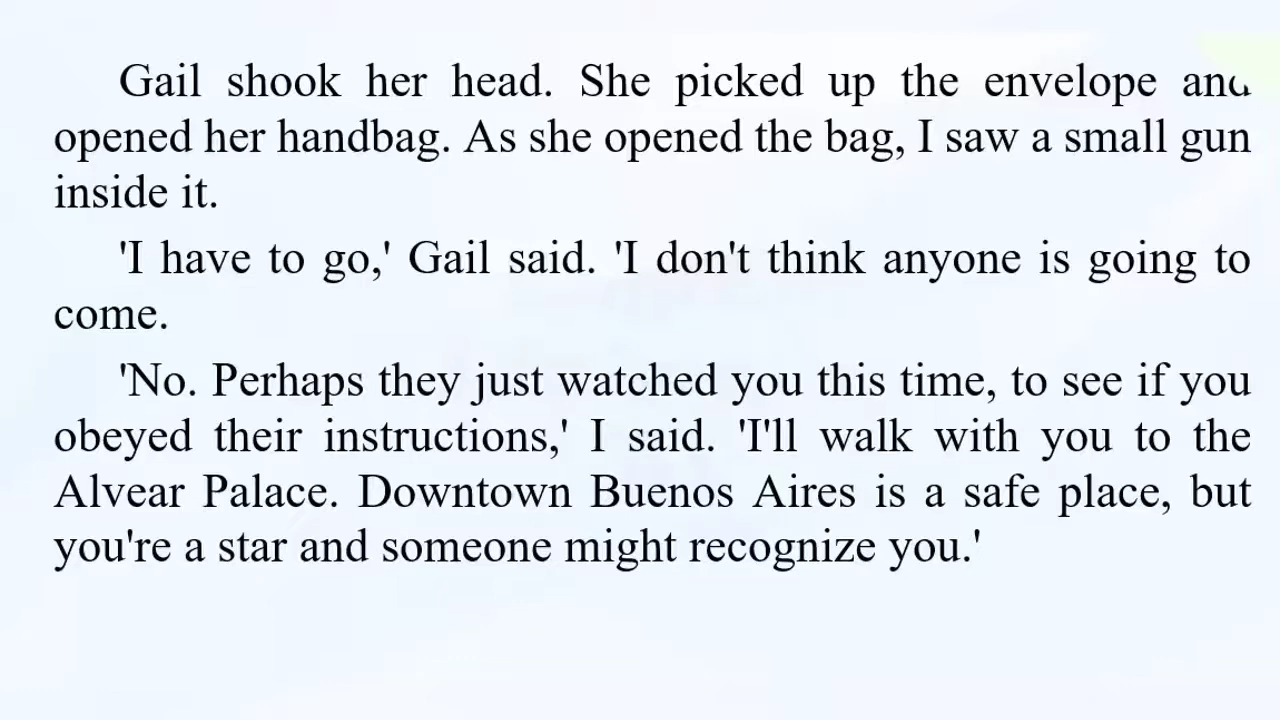 Gail shook her head. She picked up the envelope and
opened her handbag. As she opened the bag, I saw a small gun
inside it.
'I have to go,' Gail said. 'I don't think anyone is going to
come.
'No. Perhaps they just watched you this time, to see if you
obeyed their instructions,' I said. 'I'll walk with you to the
Alvear Palace. Downtown Buenos Aires is a safe place, but
you're a star and someone might recognize you.'